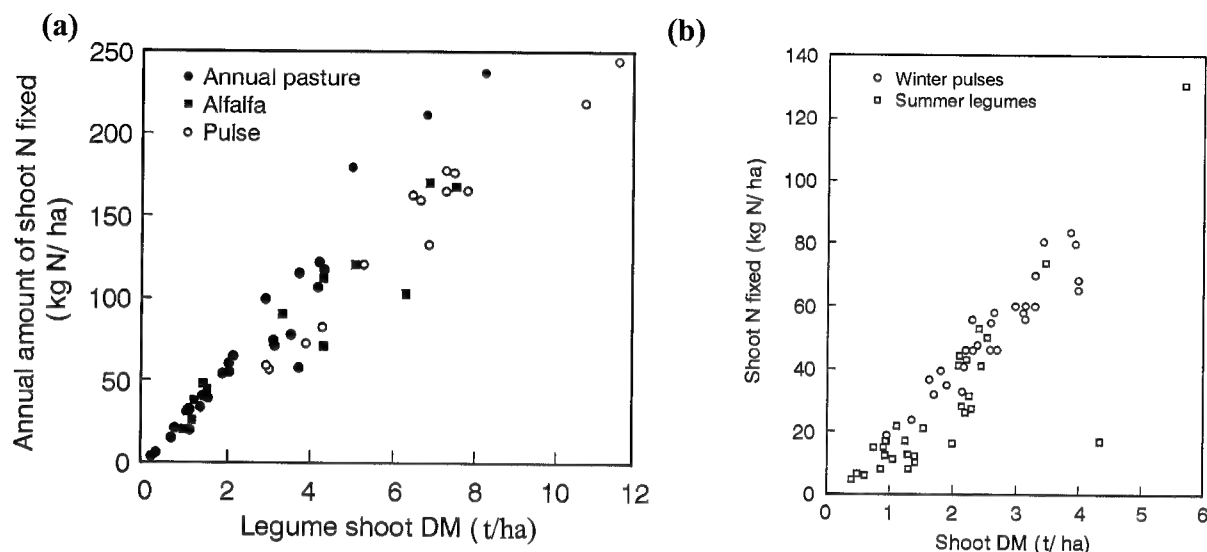 (a)
Annual amount of shoot N fixed
(kg N/ ha)
250
200
150
100
50
0
Annual pasture
Alfalfa
Pulse
0 2 4 6 8 10 12
Legume shoot DM (t/ha)
(b)
Shoot N fixed (kg N/ ha)
140
120
100
80
60
40
20
0
Winter pulses
Summer legumes
0 1 2 3 4 5 6
Shoot DM (t/ ha)